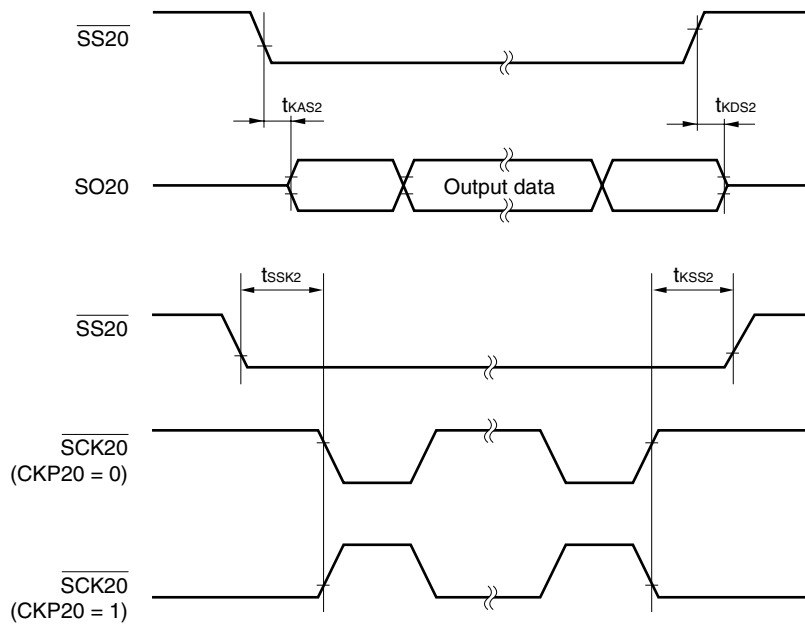 SS20
tKAS2
tKDS2
SO20
Output data
tSSK2
tKSS2
SS20
SCK20
(CKP20 = 0)
SCK20
(CKP20 = 1)